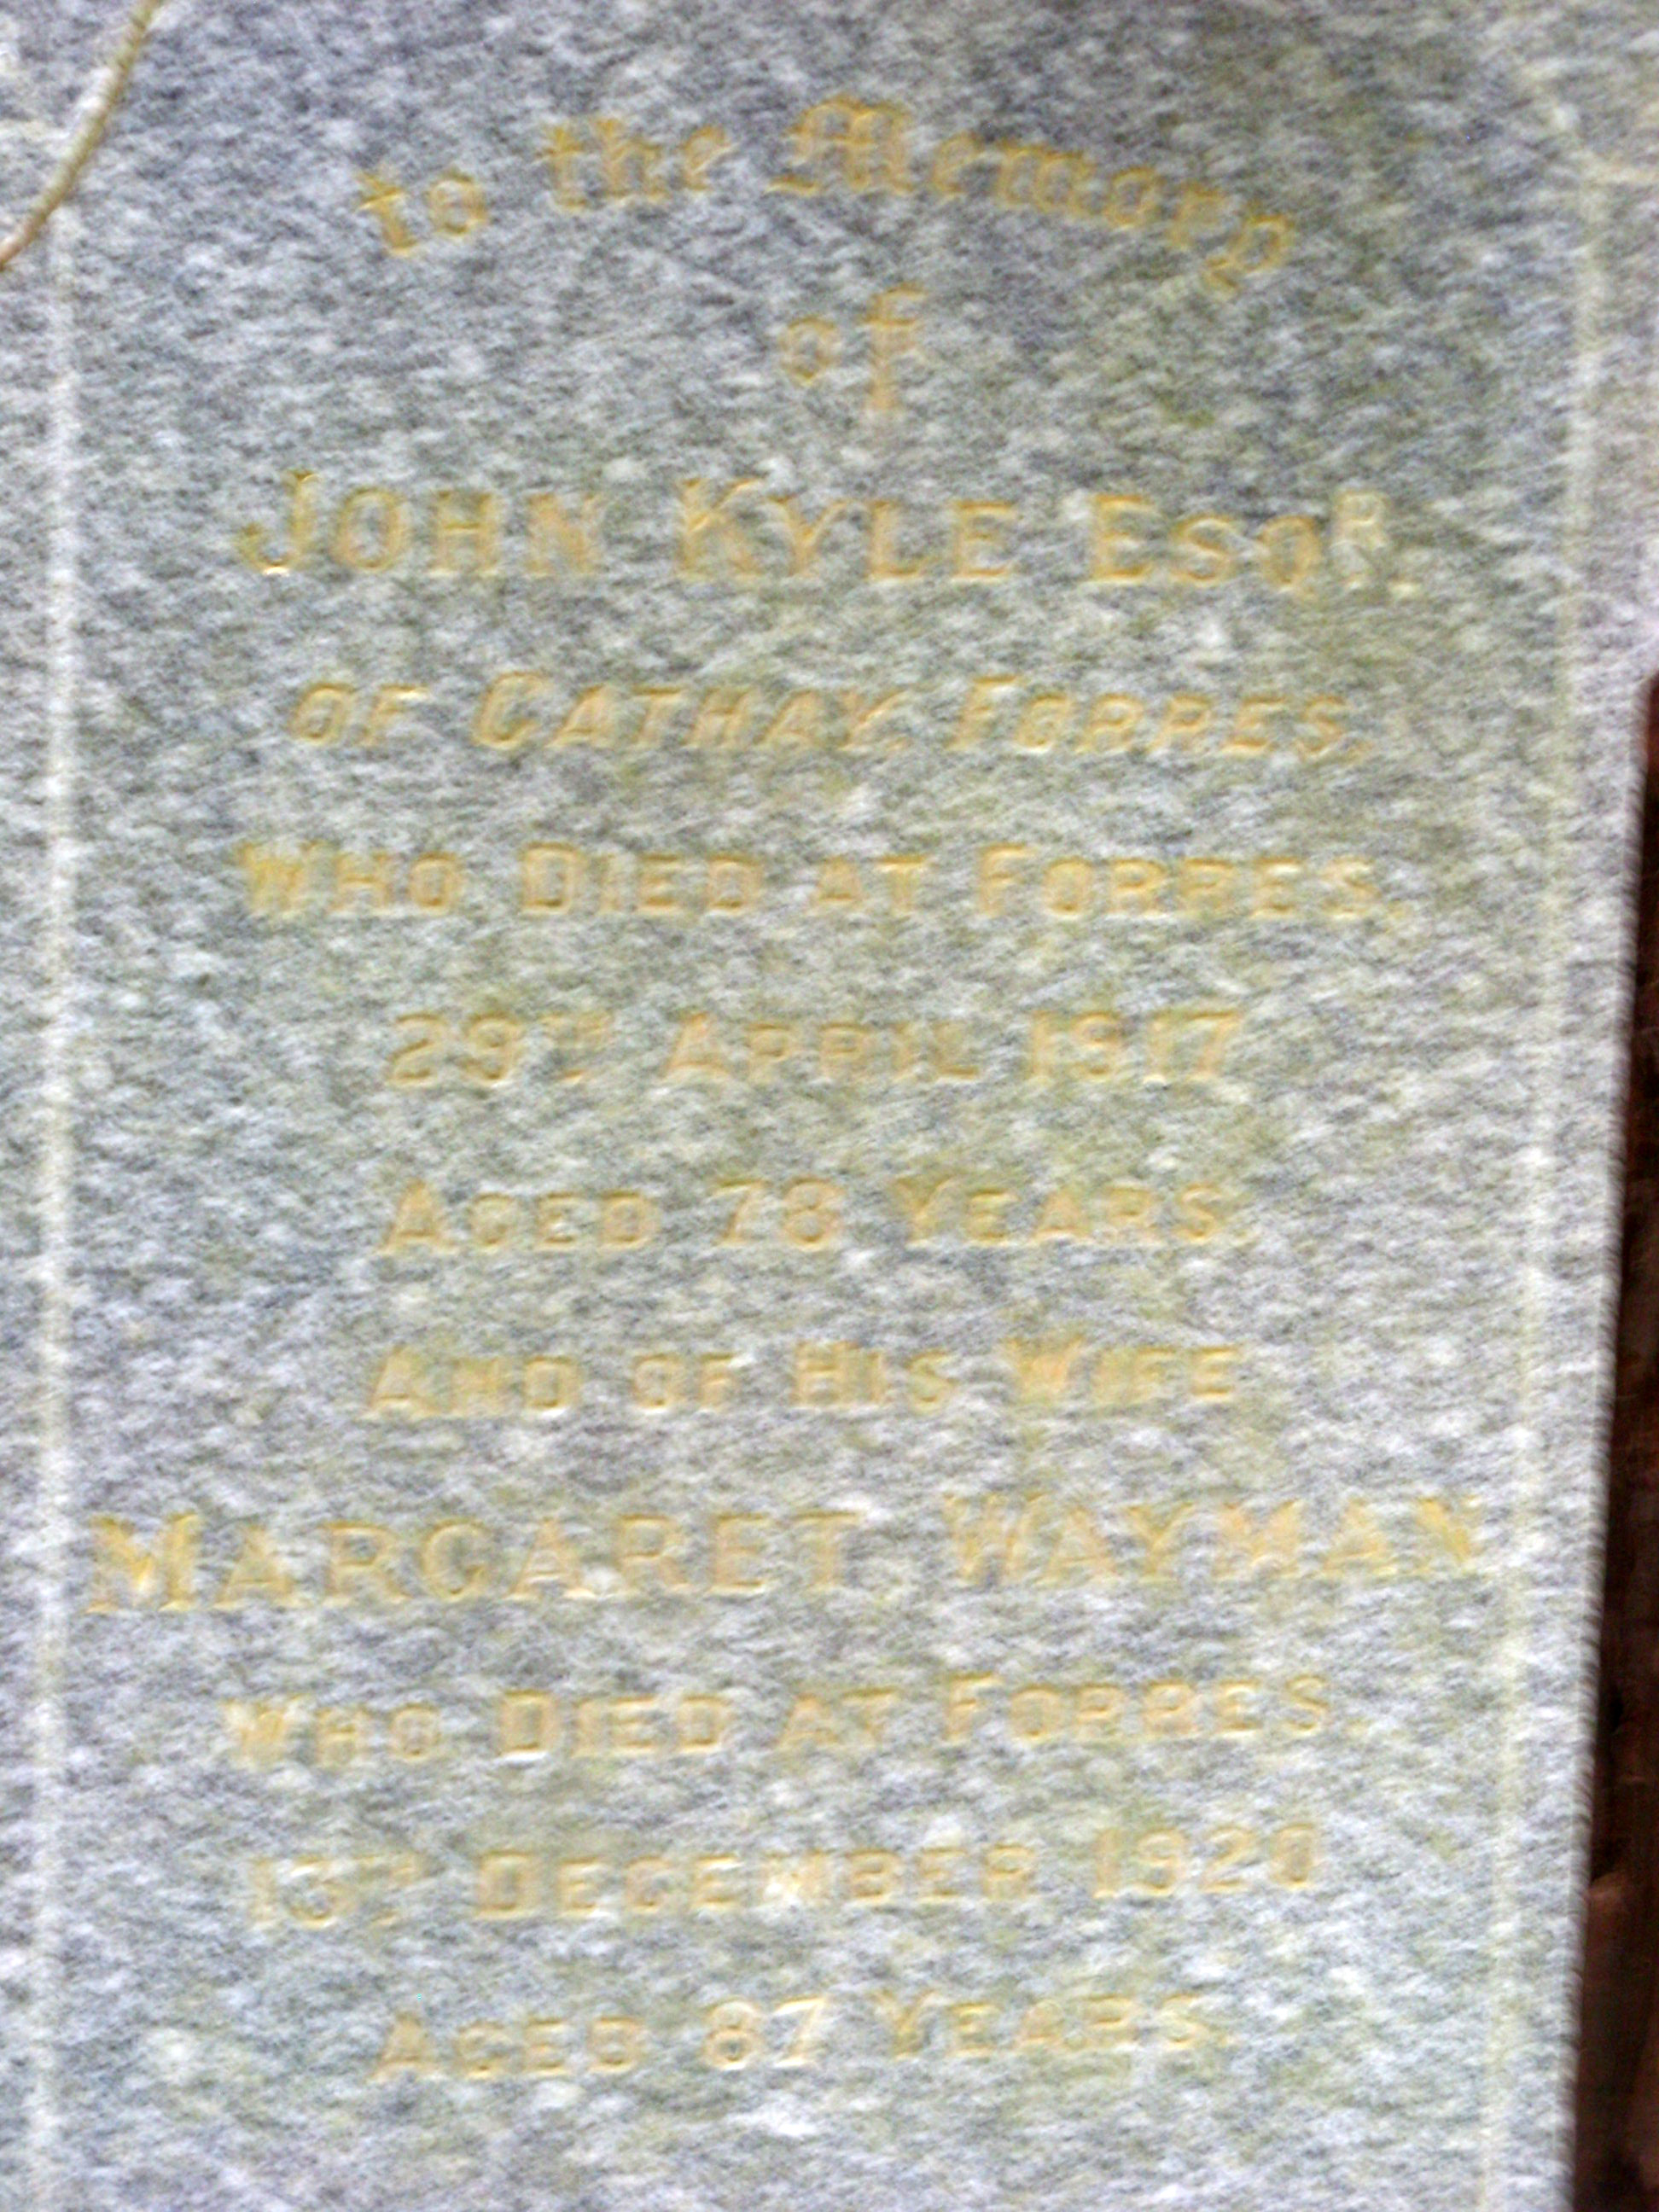 to the Memory
of
JOHN KYLE ESQR.
OF CATHAY, FORRES,
WHO DIED AT FORRES,
29TH APRIL 1917
AGED 78 YEARS.
AND OF HIS WIFE
MARGARET WAYMAN
WHO DIED AT FORRES,
13TH DECEMBER 1920
AGED 87 YEARS.